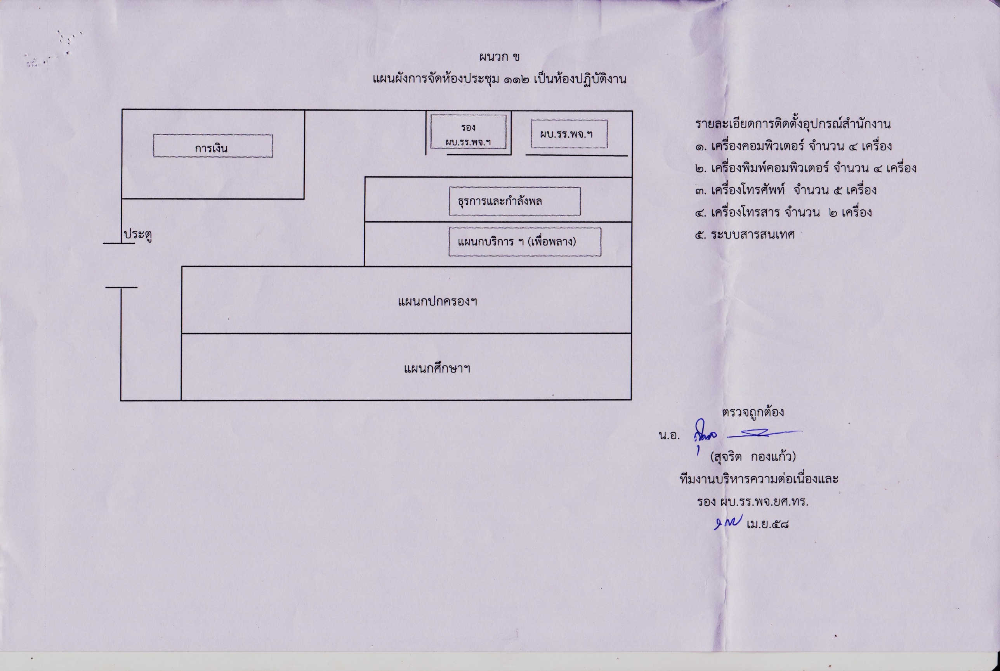 ผนวก ข
แผนผังการจัดห้องประชุม ๑๑๒ เป็นห้องปฏิบัติงาน
การเงิน
รอง
ผบ.รร.พจ.ฯ
ผบ.รร.พจ.ฯ
ธุรการและกำลังพล
ประตู
แผนกบริการ ฯ (เพื่อพลาง)
แผนกปกครองฯ
แผนกศึกษาฯ
รายละเอียดการติดตั้งอุปกรณ์สำนักงาน
๑. เครื่องคอมพิวเตอร์ จำนวน ๔ เครื่อง
๒. เครื่องพิมพ์คอมพิวเตอร์ จำนวน ๔ เครื่อง
๓. เครื่องโทรศัพท์  จำนวน ๕ เครื่อง
๔. เครื่องโทรสาร จำนวน  ๒ เครื่อง
๕. ระบบสารสนเทศ
ตรวจถูกต้อง
น.อ.
(สุจริต  กองแก้ว)
ทีมงานบริหารความต่อเนื่องและ
รอง ผบ.รร.พจ.ยศ.ทร.
เม.ย.๕๘